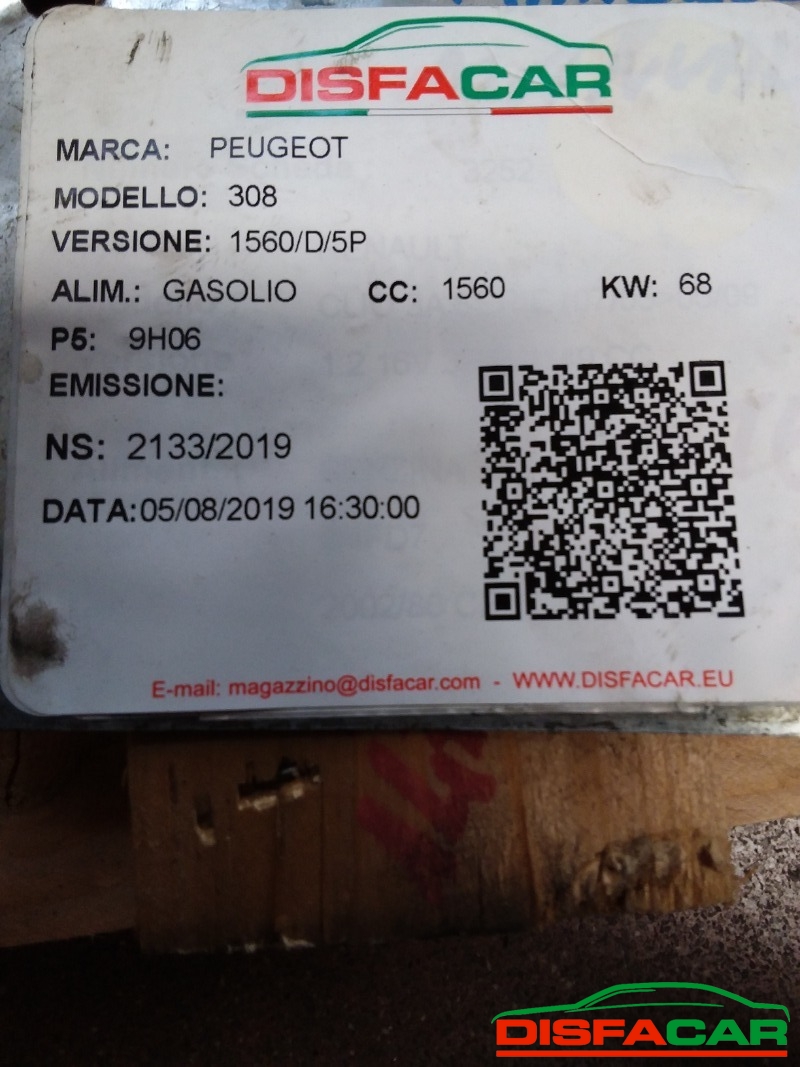 DISFACAR
MARCA: PEUGEOT
MODELLO: 308
VERSIONE: 1560/D/5P
ALIM.: GASOLIO CC: 1560 KW: 68
P5: 9H06
EMISSIONE:
NS: 2133/2019
DATA:05/08/2019 16:30:00
E-mail: magazzino@disfacar.com - WWW.DISFACAR.EU
DISFACAR